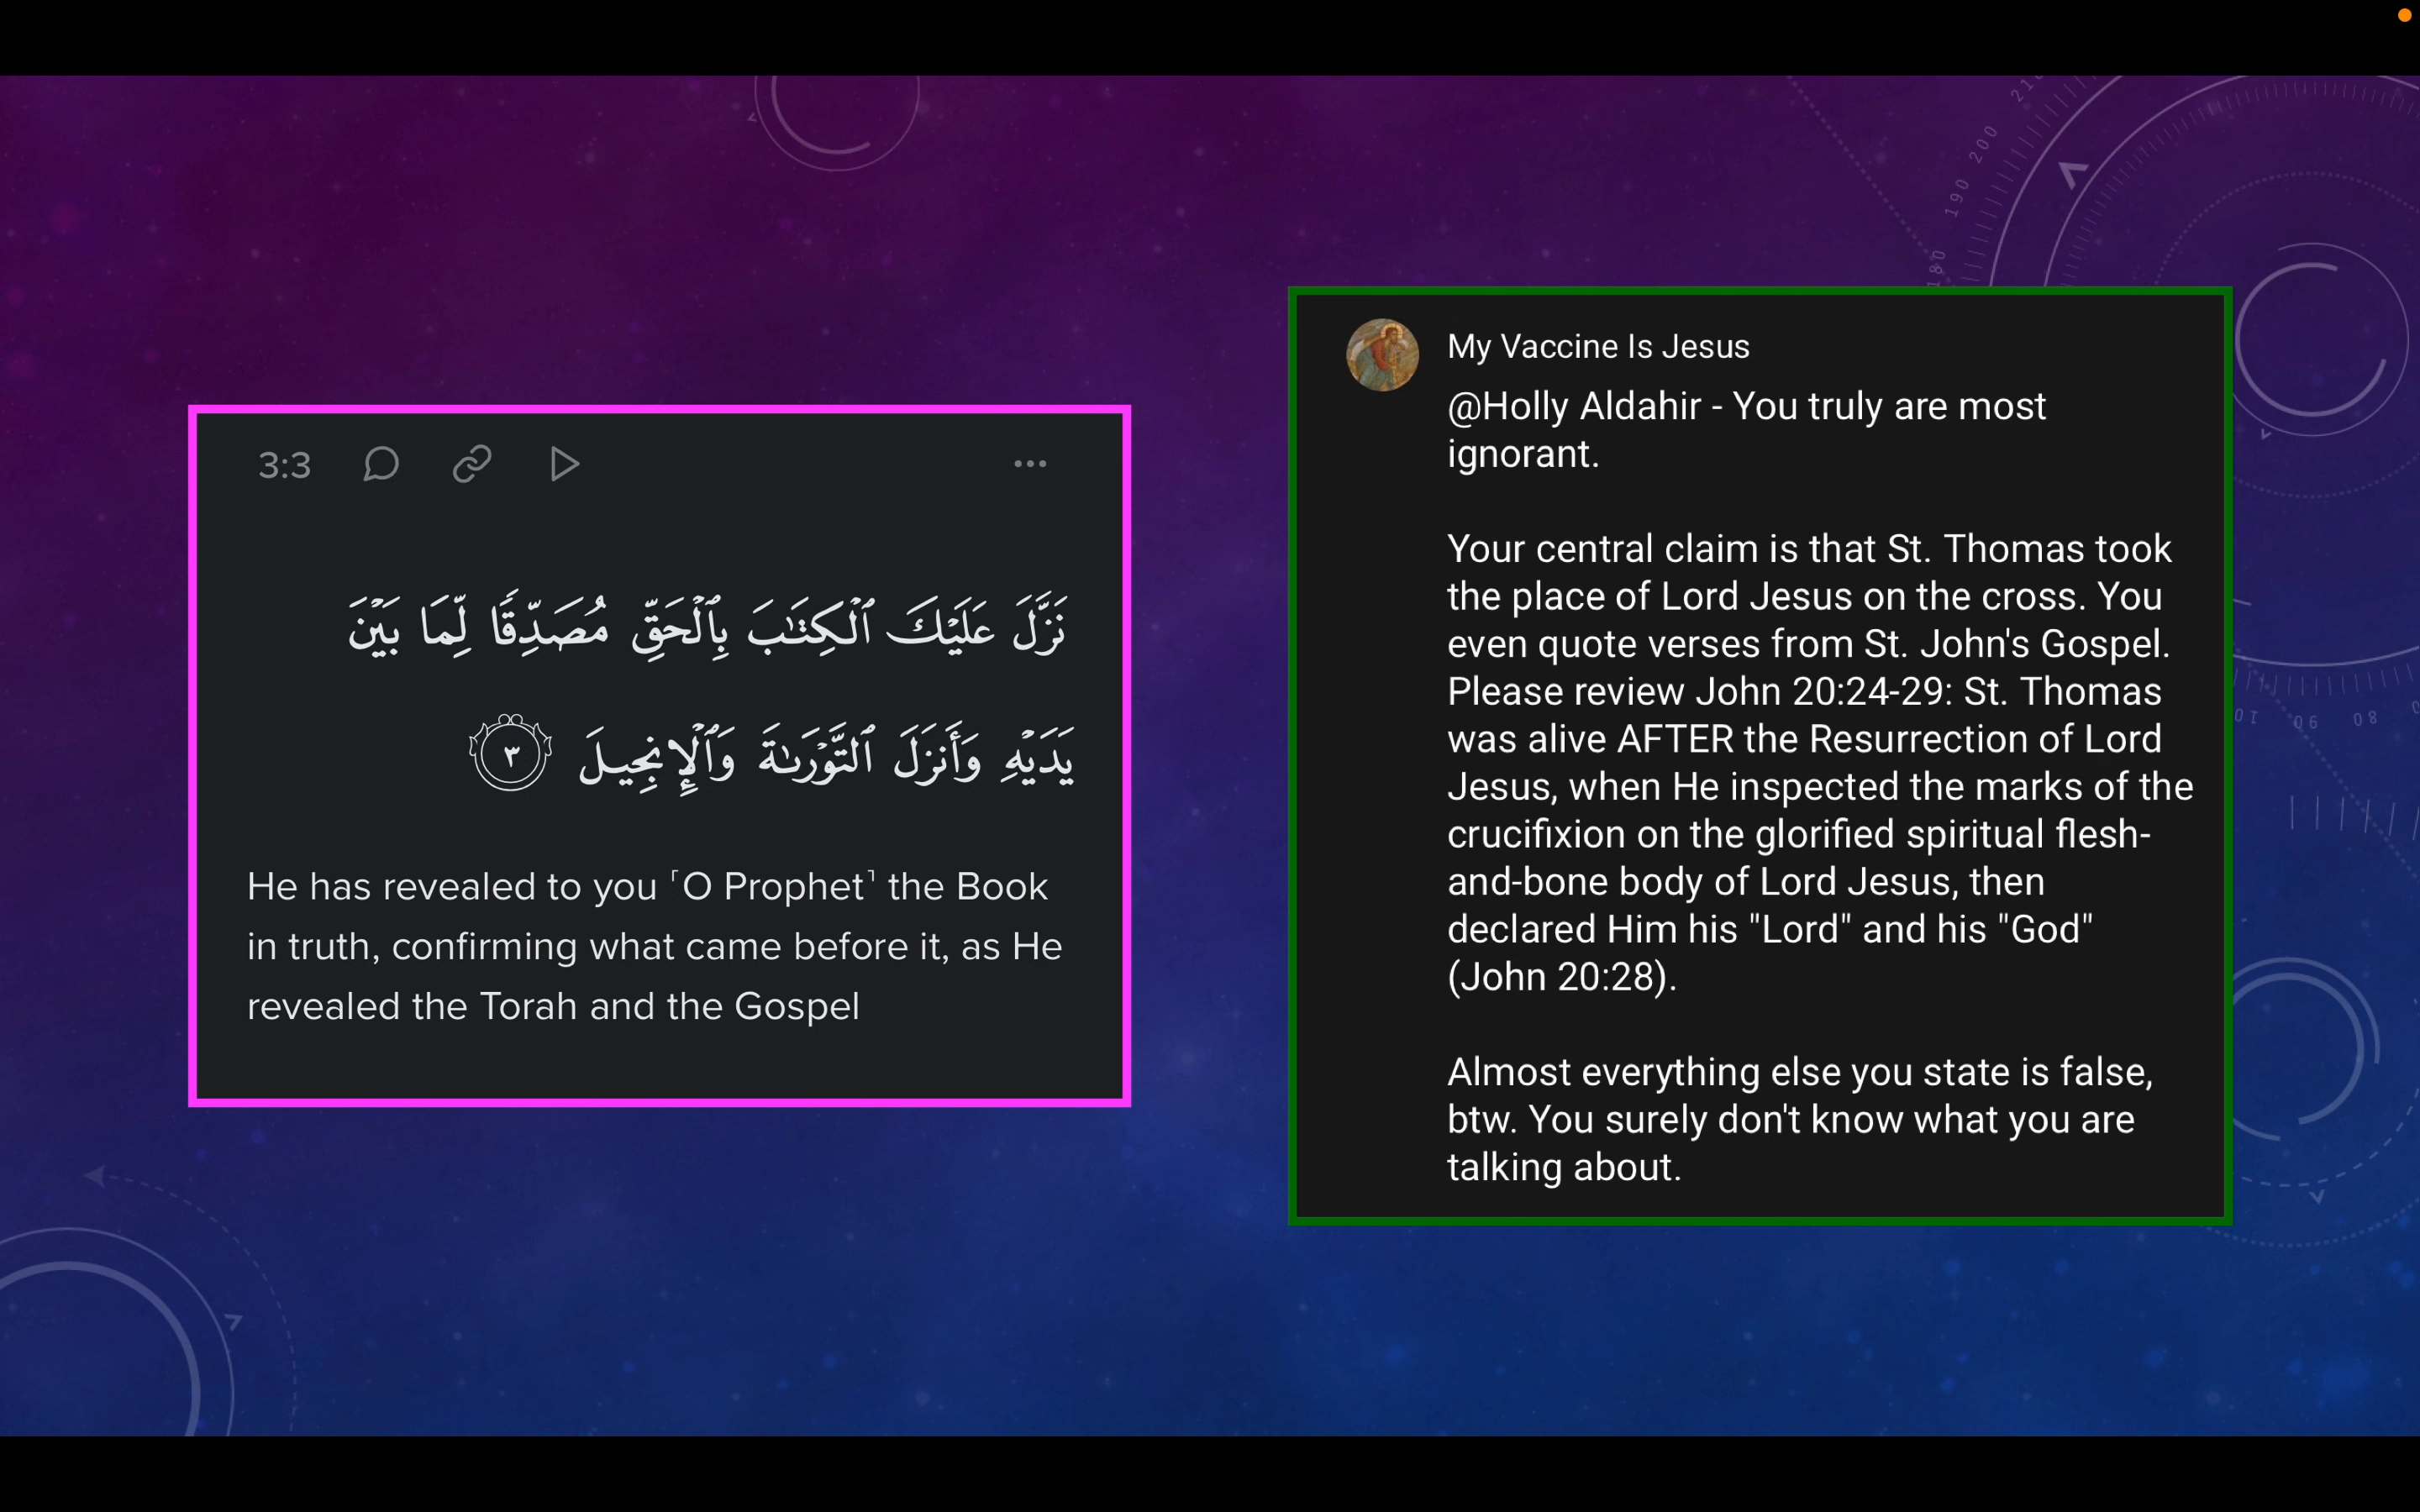 3:3
نَزَّلَ عَلَيْكَ ٱلْكِتَـٰبَ بِٱلْحَقِّ مُصَدِّقًا لِّمَا بَيْنَ
يَدَيْهِ وَأَنزَلَ ٱلتَّوْرَىٰةَ وَٱلْإِنجِيلَ ٣
He has revealed to you ˹O Prophet˺ the Book
in truth, confirming what came before it, as He
revealed the Torah and the Gospel
My Vaccine Is Jesus
@Holly Aldahir - You truly are most
ignorant.
Your central claim is that St. Thomas took
the place of Lord Jesus on the cross. You
even quote verses from St. John's Gospel.
Please review John 20:24-29: St. Thomas
was alive AFTER the Resurrection of Lord
Jesus, when He inspected the marks of the
crucifixion on the glorified spiritual flesh-
and-bone body of Lord Jesus, then
declared Him his "Lord" and his "God"
(John 20:28).
Almost everything else you state is false,
btw. You surely don't know what you are
talking about.
180 190 200
80 90